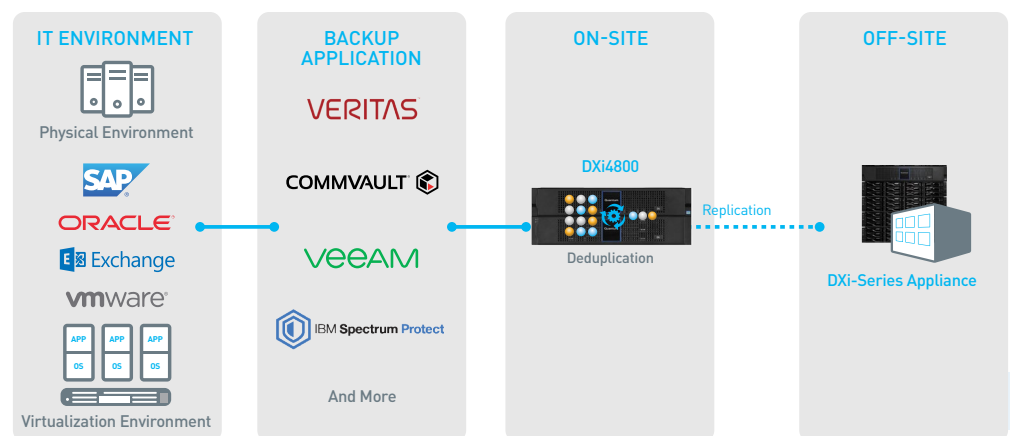 IT ENVIRONMENT
Physical Environment
SAP
ORACLE
Exchange
vmware
APP APP APP
OS OS OS
Virtualization Environment
BACKUP
APPLICATION
VERITAS
COMMVAULT
VEEAM
IBM Spectrum Protect
And More
ON-SITE
DXi4800
Deduplication
Replication
OFF-SITE
DXi-Series Appliance